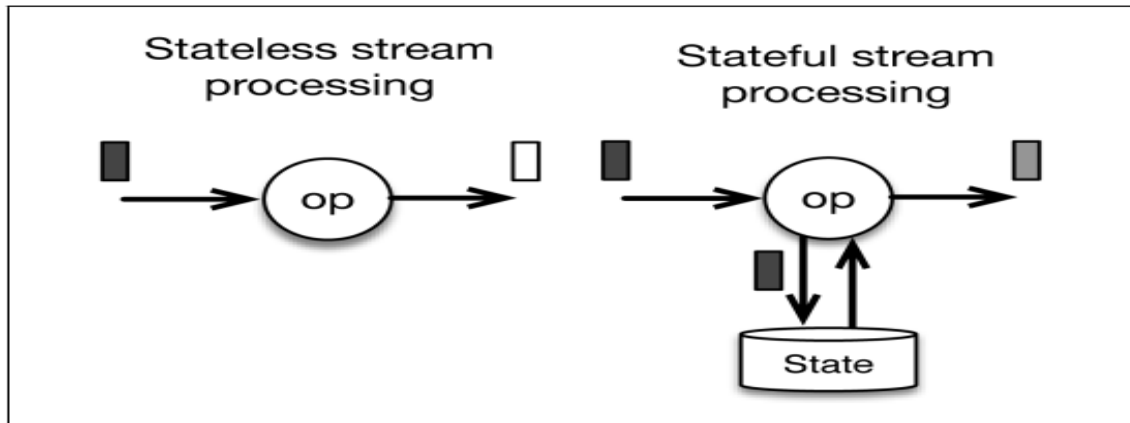 Stateless stream
processing
op
Stateful stream
processing
op
State